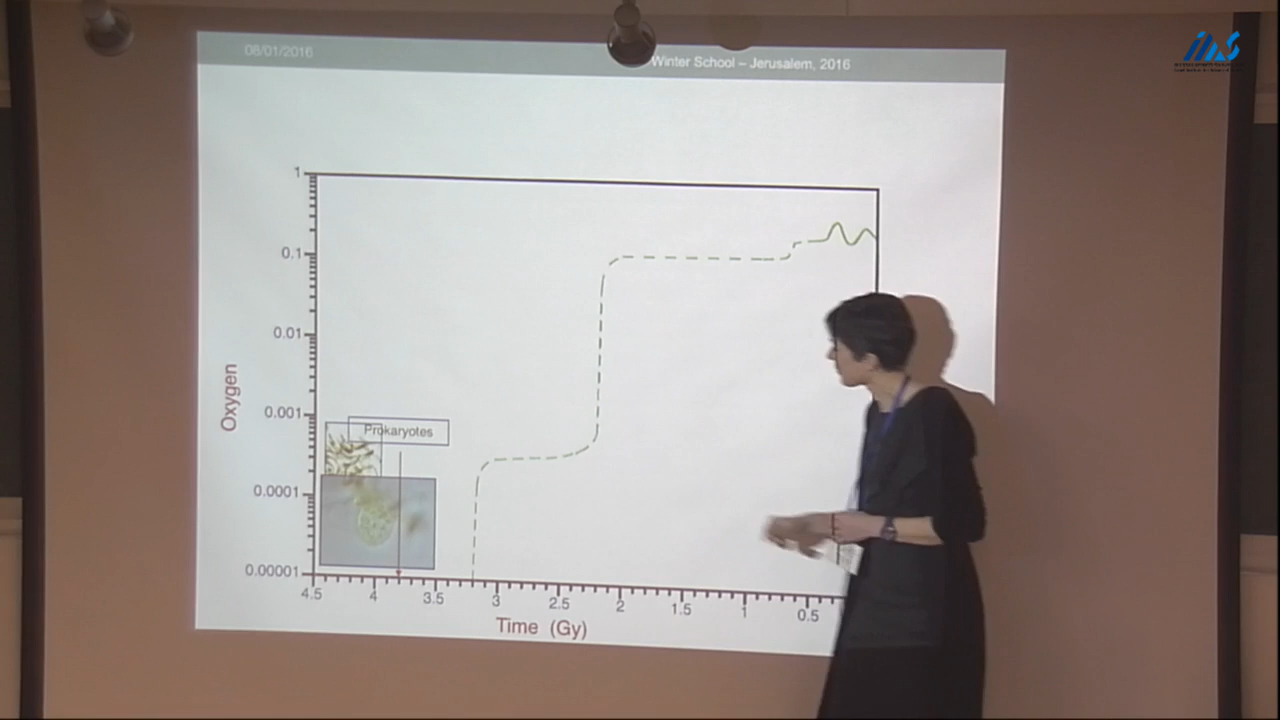 08/01/2016
Winter School – Jerusalem, 2016
1
0.1
0.01
0.001
0.0001
0.00001
Oxygen
Prokaryotes
4.5 4 3.5 3 2.5 2 1.5 1 0.5
Time (Gy)